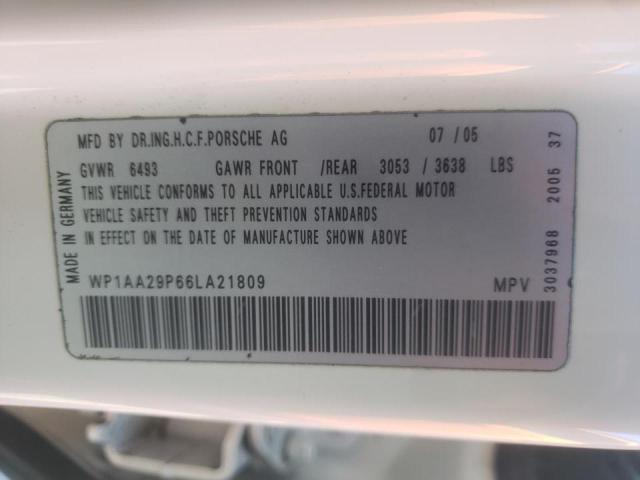 MFD BY DR.ING.H.C.F.PORSCHE AG 07 / 05
GVWR 6493 GAWR FRONT /REAR 3053 / 3638 LBS
THIS VEHICLE CONFORMS TO ALL APPLICABLE U.S.FEDERAL MOTOR
VEHICLE SAFETY AND THEFT PREVENTION STANDARDS
IN EFFECT ON THE DATE OF MANUFACTURE SHOWN ABOVE
WP1AA29P66LA21809 MPV
MADE IN GERMANY
3037968 2005 37